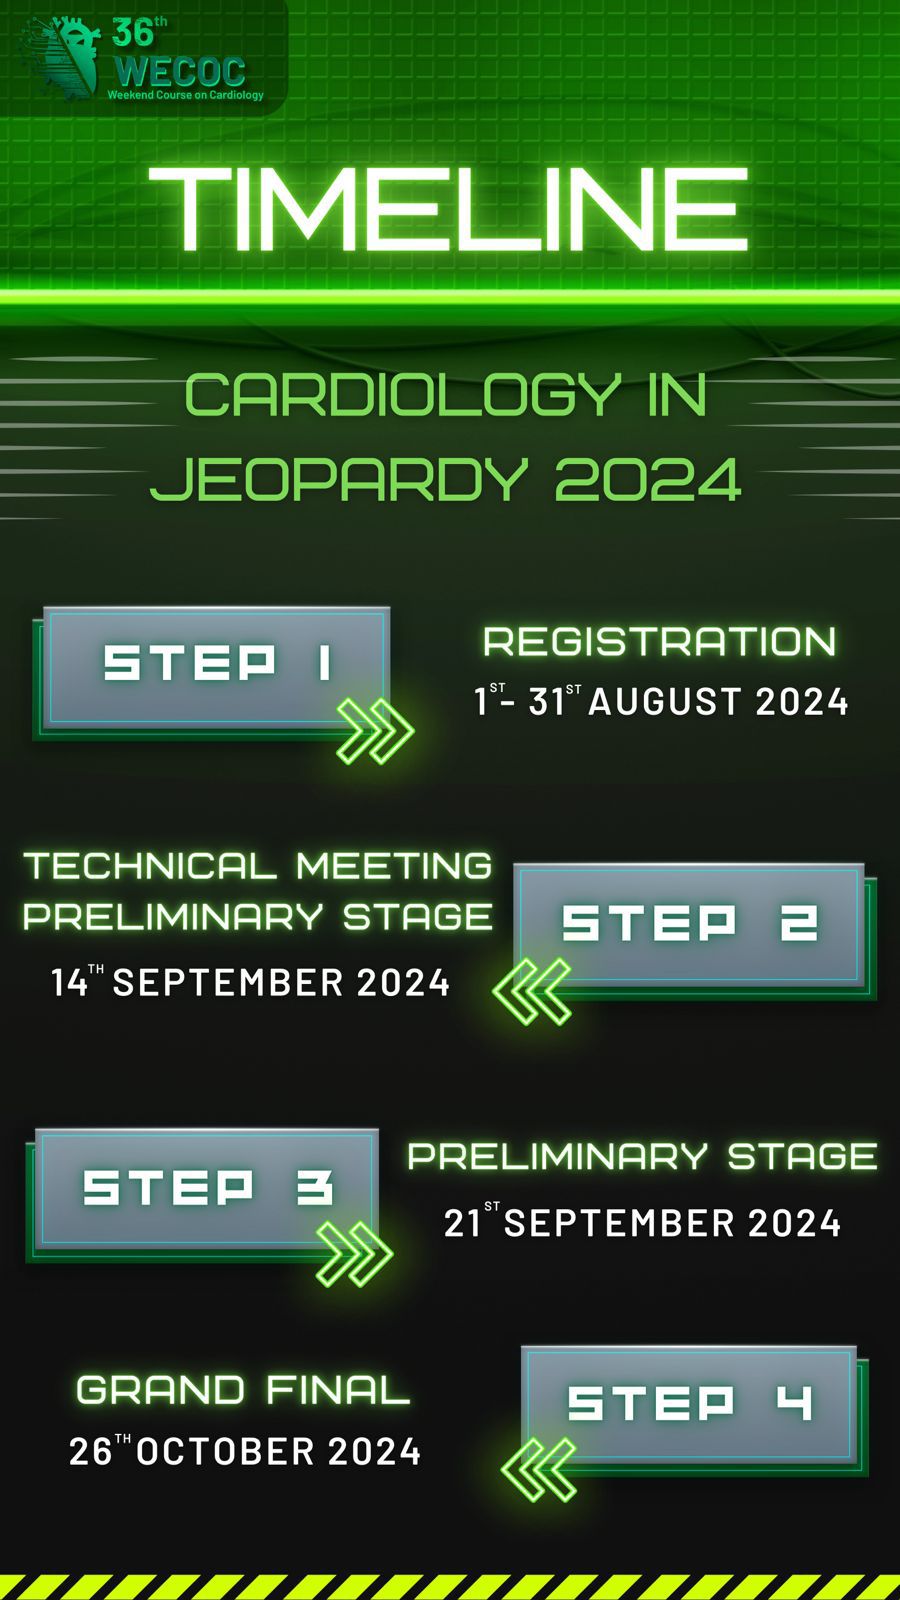 36th
WECOC
Weekend Course on Cardiology
TIMELINE
CARDIOLOGY IN
JEOPARDY 2024
STEP 1
REGISTRATION
1ST- 31ST AUGUST 2024
TECHNICAL MEETING
PRELIMINARY STAGE
14TH SEPTEMBER 2024
STEP 2
STEP 3
PRELIMINARY STAGE
21ST SEPTEMBER 2024
GRAND FINAL
26TH OCTOBER 2024
STEP 4